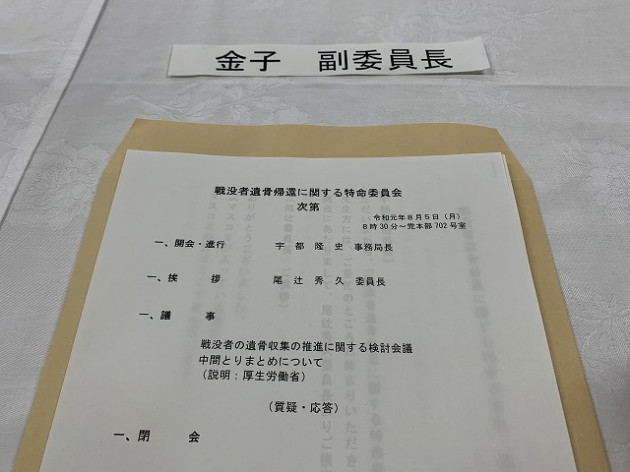 金子　副委員長
戦没者遺骨帰還に関する特命委員会
次第
令和元年8月5日（月）
8時30分～党本部702号室
一、開会・進行　　宇都　隆史　事務局長
一、挨　　拶　　尾辻　秀久　委員長
一、議　　事
戦没者の遺骨収集の推進に関する検討会議
中間とりまとめについて
（説明：厚生労働省）
（質疑・応答）
一、閉　　会